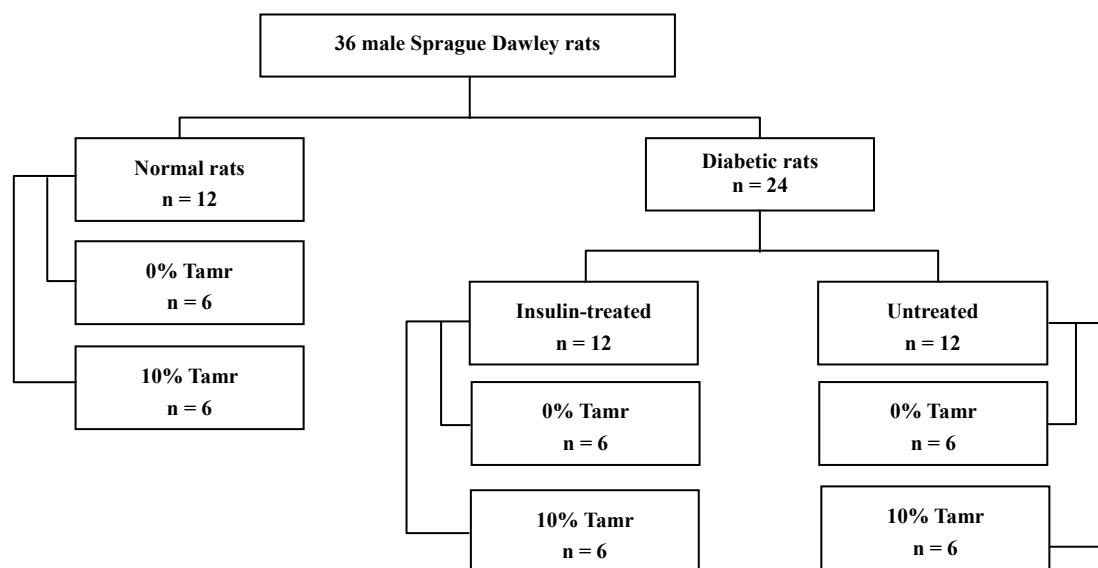 36 male Sprague Dawley rats
Normal rats
n = 12
0% Tamr
n = 6
10% Tamr
n = 6
Diabetic rats
n = 24
Insulin-treated
n = 12
0% Tamr
n = 6
10% Tamr
n = 6
Untreated
n = 12
0% Tamr
n = 6
10% Tamr
n = 6